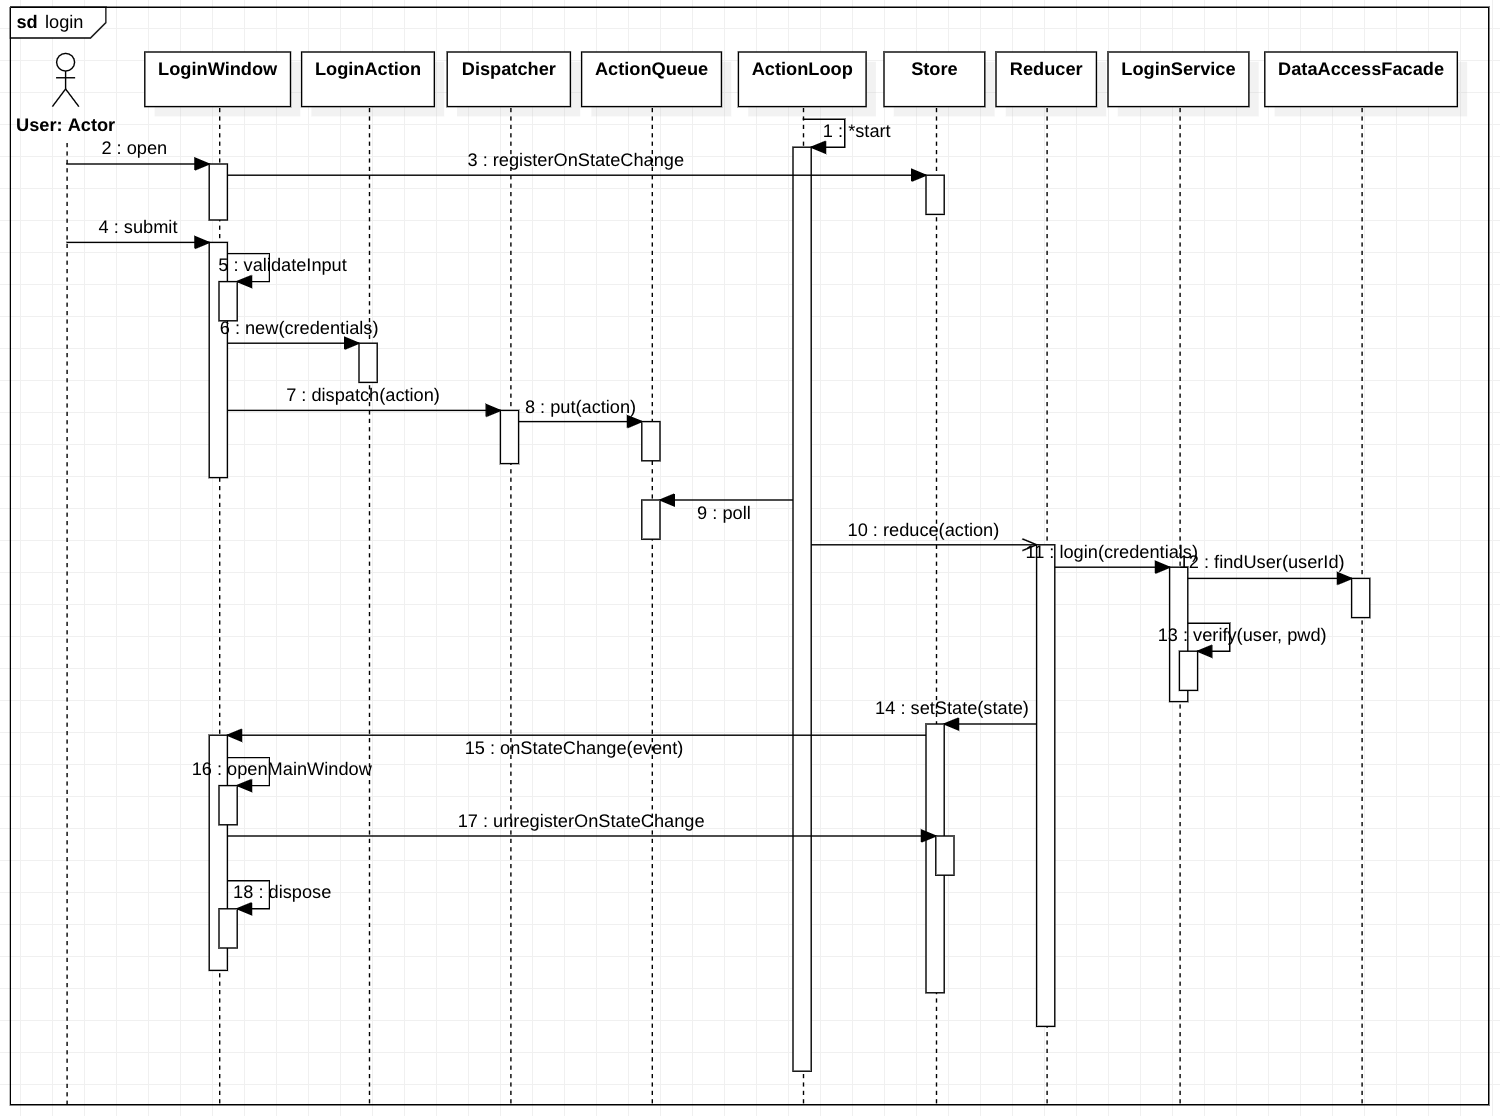 sd login
LoginWindow
LoginAction
Dispatcher
ActionQueue
ActionLoop
Store
Reducer
LoginService
DataAccessFacade
User: Actor
1 : *start
2 : open
3 : registerOnStateChange
4 : submit
5 : validateInput
6 : new(credentials)
7 : dispatch(action)
8 : put(action)
9 : poll
10 : reduce(action)
11 : login(credentials)
12 : findUser(userId)
13 : verify(user, pwd)
14 : setState(state)
15 : onStateChange(event)
16 : openMainWindow
17 : unregisterOnStateChange
18 : dispose